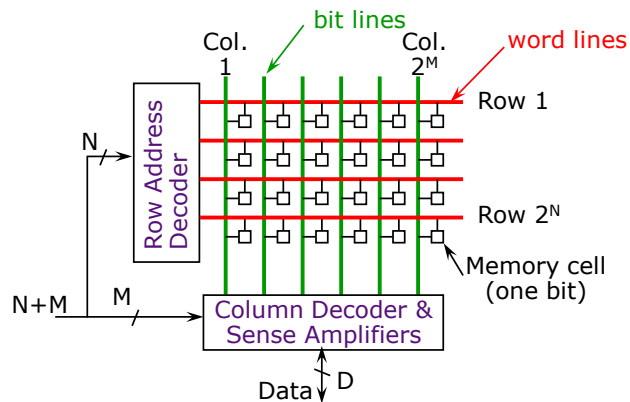 bit lines
Col.
1
Col.
2ᴹ
word lines
Row 1
N
Row Address
Decoder
Row 2ᴺ
Memory cell
(one bit)
N+M
M
Column Decoder &
Sense Amplifiers
D
Data